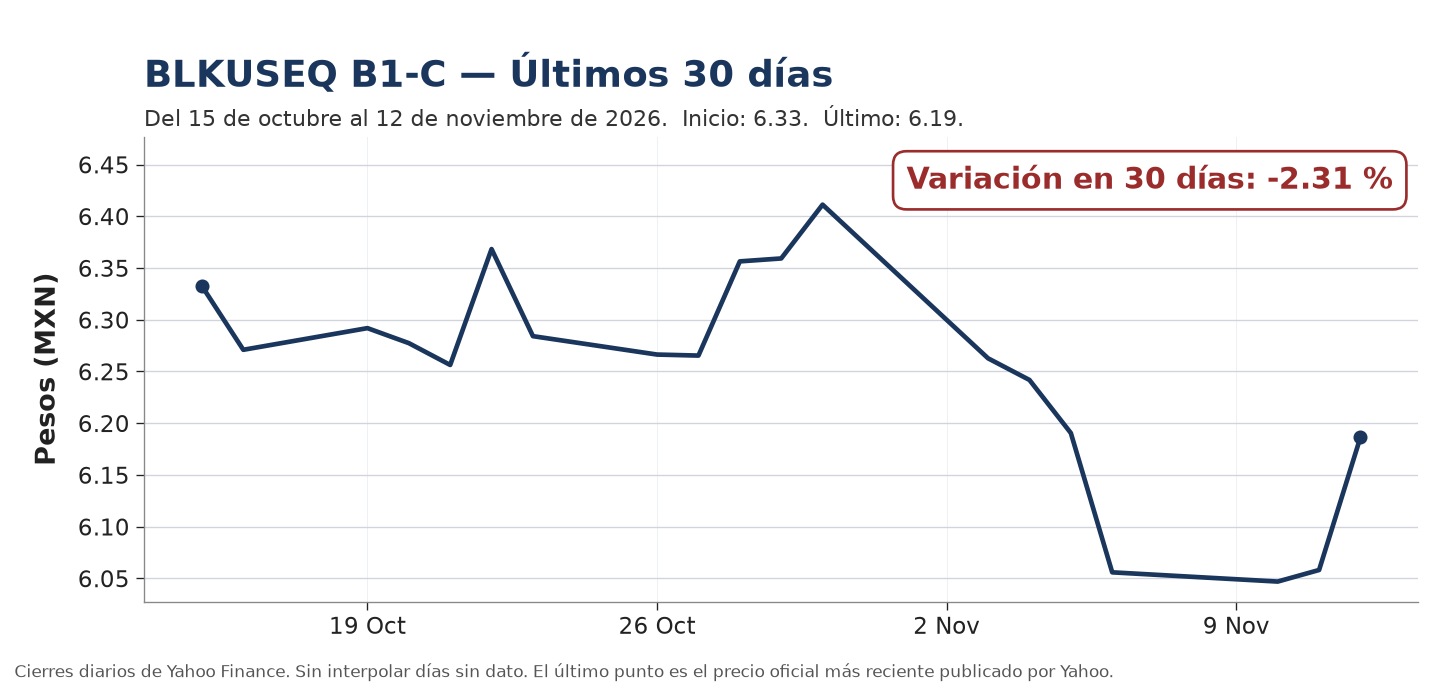 BLKUSEQ B1-C — Últimos 30 días
Del 15 de octubre al 12 de noviembre de 2026.  Inicio: 6.33.  Último: 6.19.
Variación en 30 días: -2.31 %
Pesos (MXN)
6.45
6.40
6.35
6.30
6.25
6.20
6.15
6.10
6.05
19 Oct
26 Oct
2 Nov
9 Nov
Cierres diarios de Yahoo Finance. Sin interpolar días sin dato. El último punto es el precio oficial más reciente publicado por Yahoo.